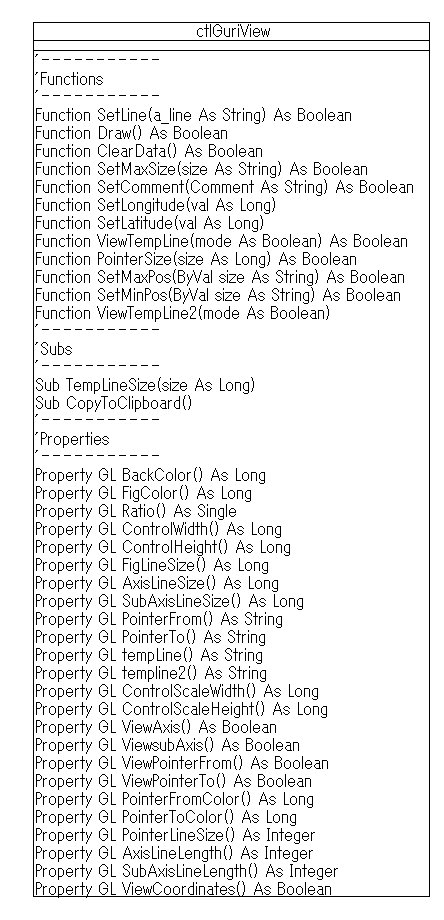 ctlGuriView
'-----------
'Functions
'-----------
Function SetLine(a_line As String) As Boolean
Function Draw() As Boolean
Function ClearData() As Boolean
Function SetMaxSize(size As String) As Boolean
Function SetComment(Comment As String) As Boolean
Function SetLongitude(val As Long)
Function SetLatitude(val As Long)
Function ViewTempLine(mode As Boolean) As Boolean
Function PointerSize(size As Long) As Boolean
Function SetMaxPos(ByVal size As String) As Boolean
Function SetMinPos(ByVal size As String) As Boolean
Function ViewTempLine2(mode As Boolean)
'-----------
'Subs
'-----------
Sub TempLineSize(size As Long)
Sub CopyToClipboard()
'-----------
'Properties
'-----------
Property GL BackColor() As Long
Property GL FigColor() As Long
Property GL Ratio() As Single
Property GL ControlWidth() As Long
Property GL ControlHeight() As Long
Property GL FigLineSize() As Long
Property GL AxisLineSize() As Long
Property GL SubAxisLineSize() As Long
Property GL PointerFrom() As String
Property GL PointerTo() As String
Property GL tempLine() As String
Property GL templine2() As String
Property GL ControlScaleWidth() As Long
Property GL ControlScaleHeight() As Long
Property GL ViewAxis() As Boolean
Property GL ViewsubAxis() As Boolean
Property GL ViewPointerFrom() As Boolean
Property GL ViewPointerTo() As Boolean
Property GL PointerFromColor() As Long
Property GL PointerToColor() As Long
Property GL PointerLineSize() As Integer
Property GL AxisLineLength() As Integer
Property GL SubAxisLineLength() As Integer
Property GL ViewCoordinates() As Boolean